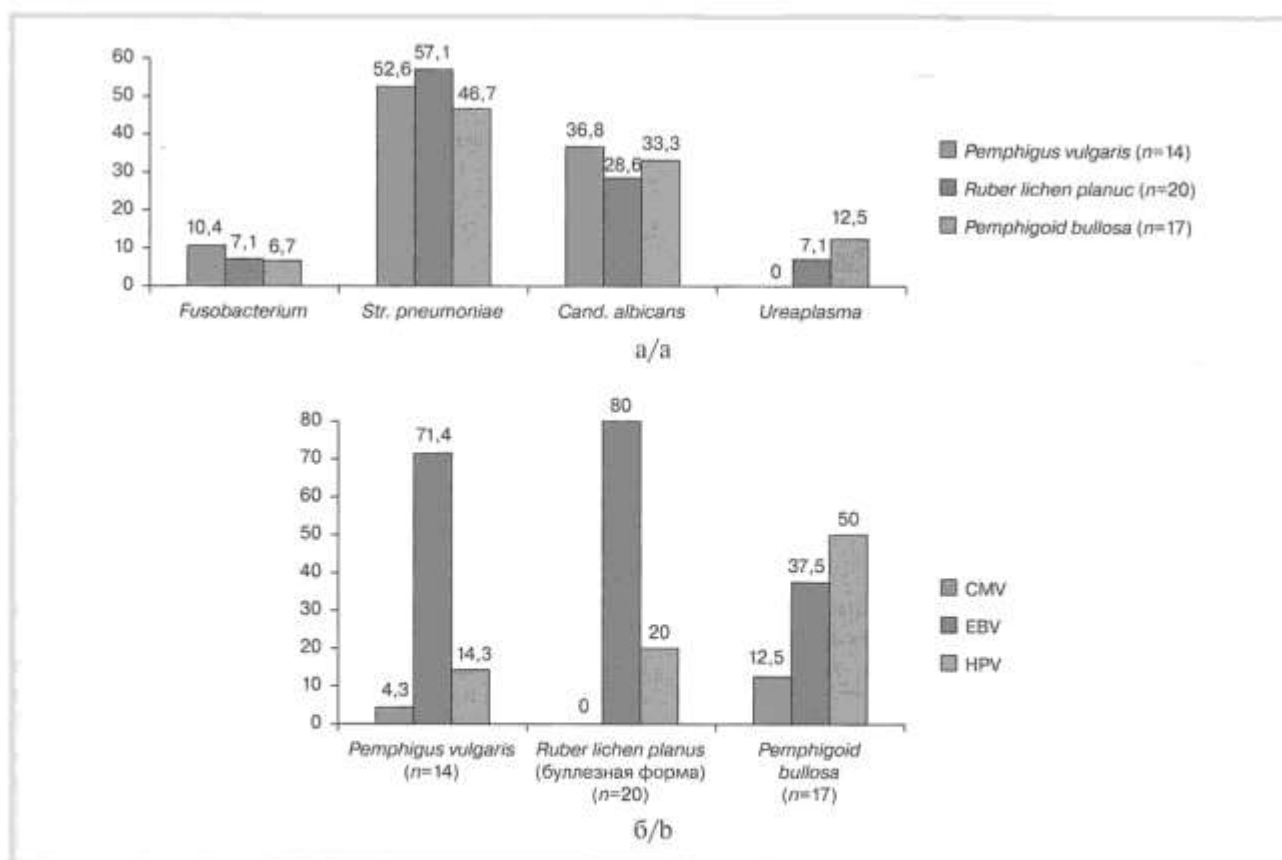 60
50
40
30
20
10
0
52,6
57,1
46,7
36,8
28,6
33,3
10,4
7,1
6,7
0
7,1
12,5
Fusobacterium
Str. pneumoniae
Cand. albicans
Ureaplasma
Pemphigus vulgaris (n=14)
Ruber lichen planuc (n=20)
Pemphigoid bullosa (n=17)
а/a
80
70
60
50
40
30
20
10
0
4,3
71,4
14,3
0
80
20
12,5
37,5
50
Pemphigus vulgaris
(n=14)
Ruber lichen planus
(буллезная форма)
(n=20)
Pemphigoid
bullosa
(n=17)
CMV
EBV
HPV
б/b